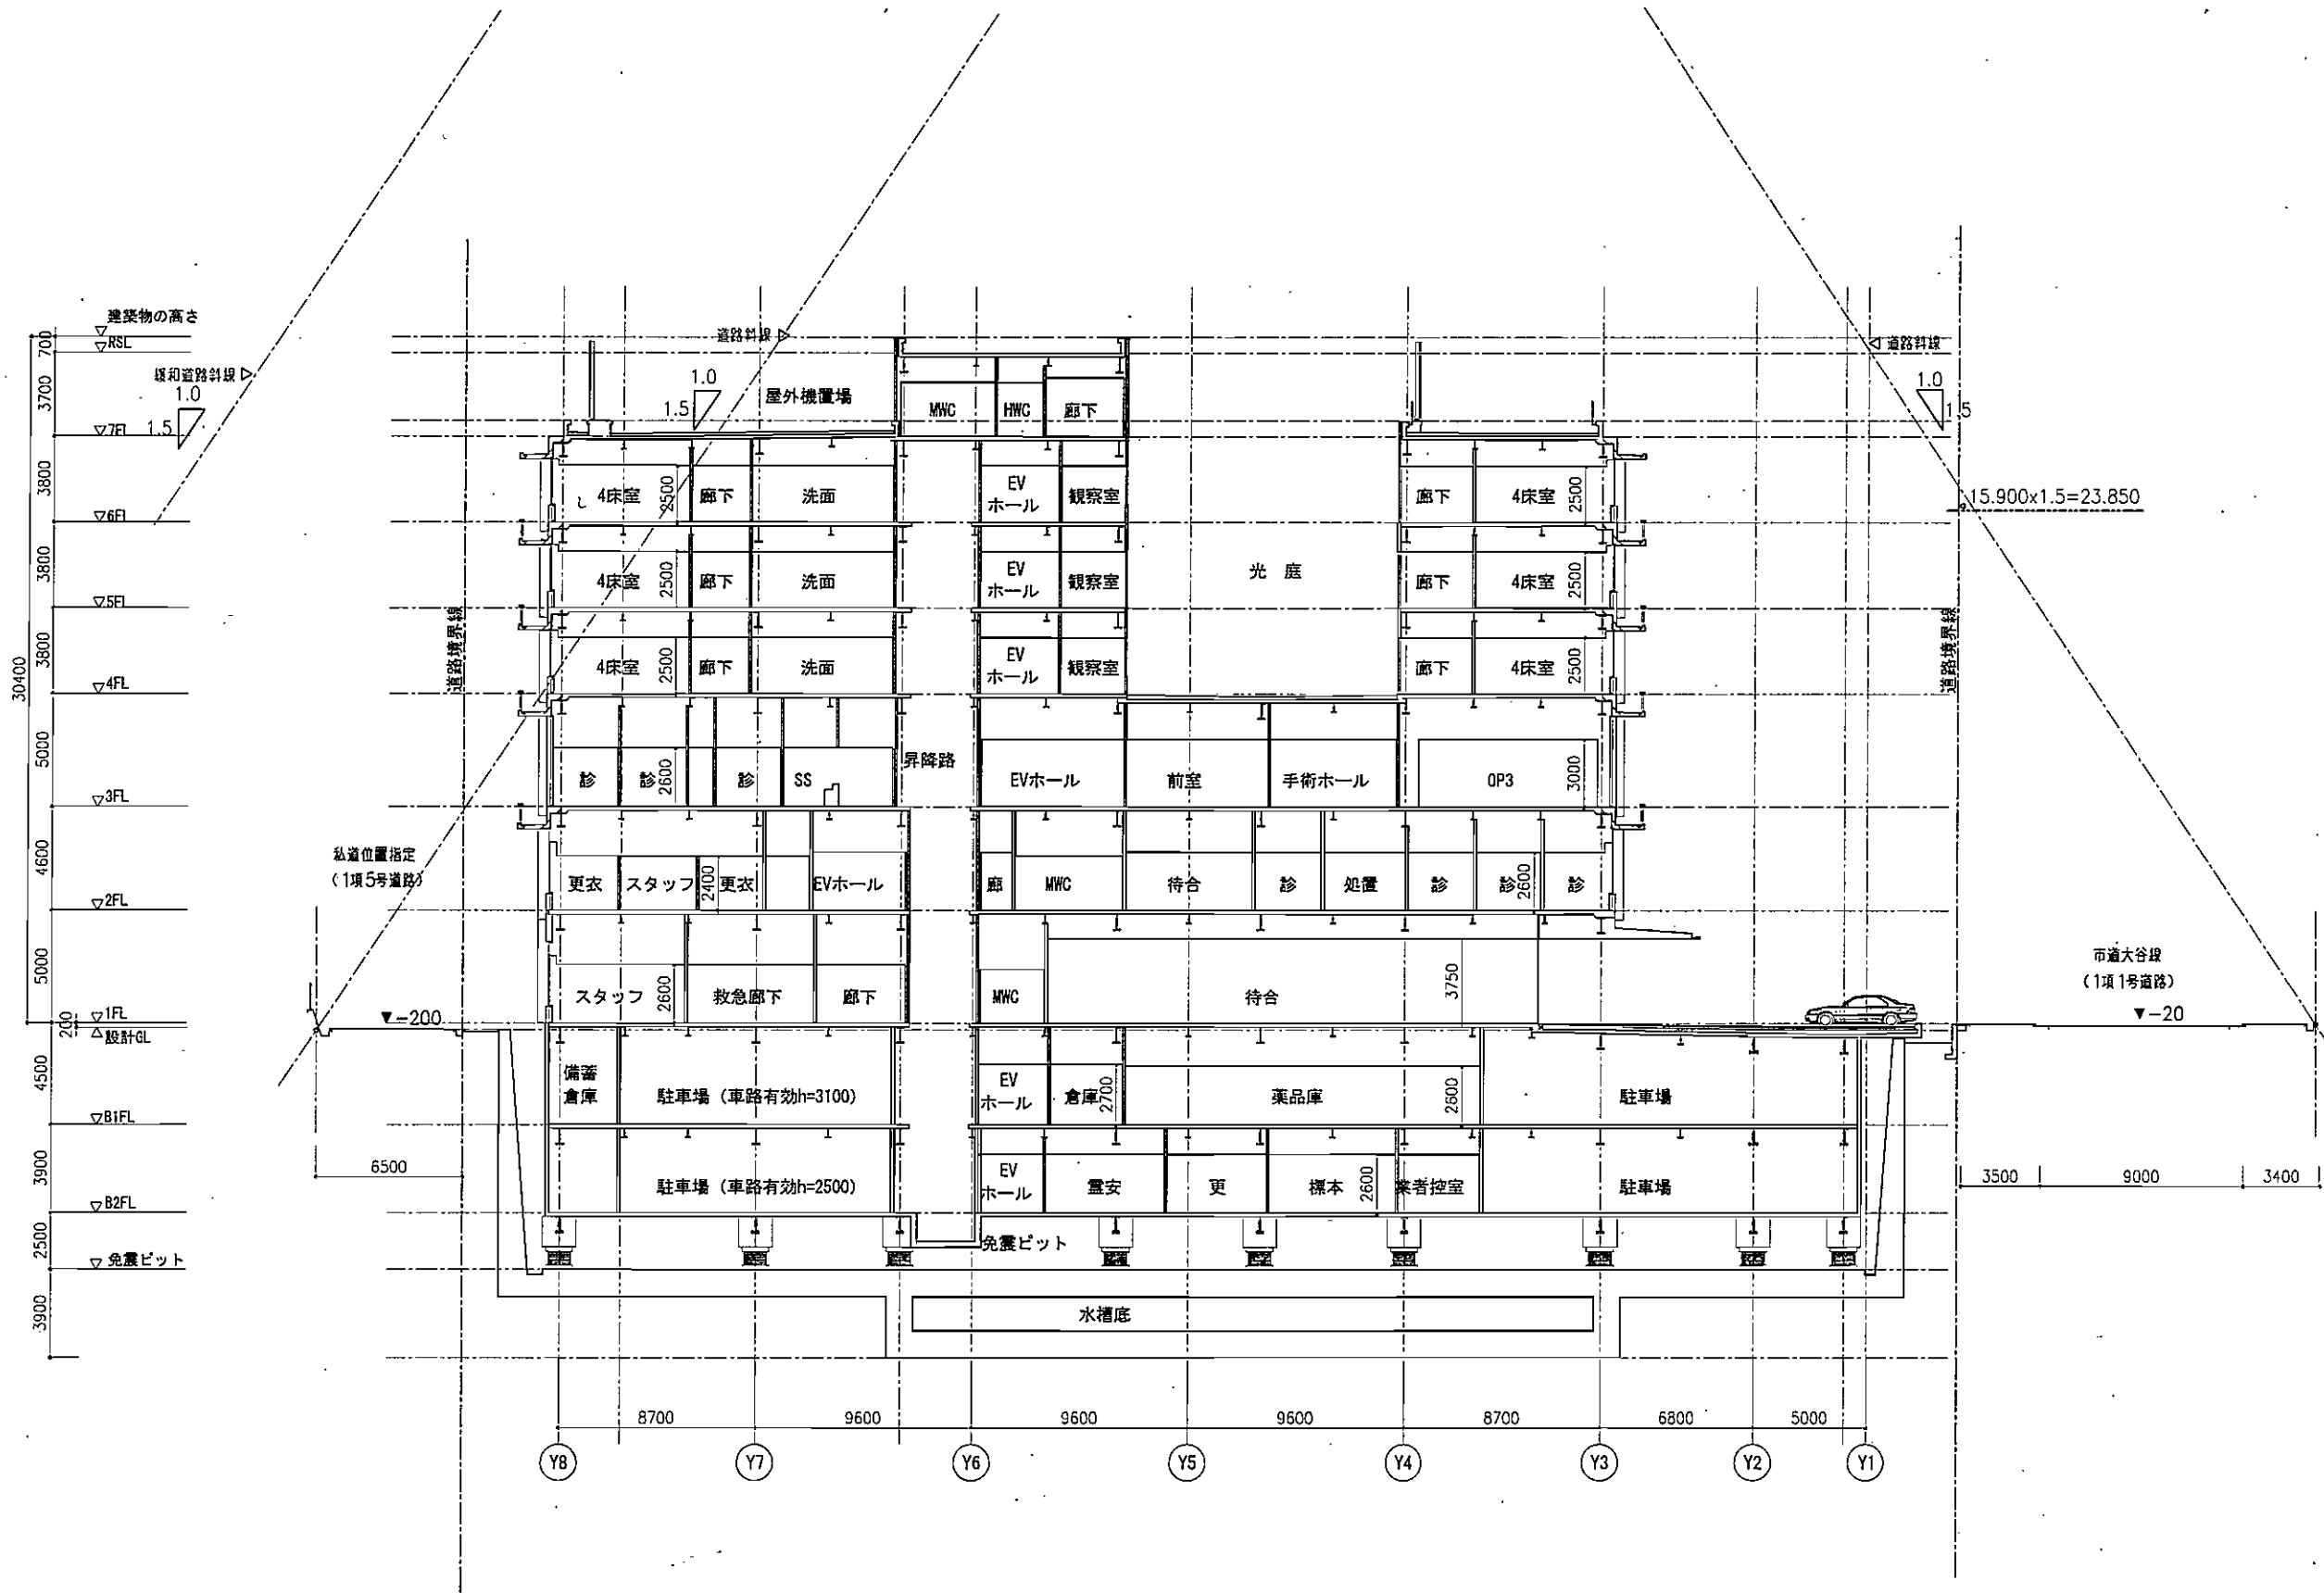 建築物の高さ
▽RSL
道路斜線 ▷
◁ 道路斜線
緩和道路斜線 ▷
1.0
1.5
1.0
1.5
1.0
1.5
屋外機置場
MWC
HWC
廊下
▽7Fl
4床室
2500
廊下
洗面
EV
ホール
観察室
廊下
4床室
2500
15.900x1.5=23.850
▽6Fl
4床室
2500
廊下
洗面
EV
ホール
観察室
光 庭
廊下
4床室
2500
▽5FL
道路境界線
道路境界線
4床室
2500
廊下
洗面
EV
ホール
観察室
廊下
4床室
2500
▽4FL
昇降路
診
診
2600
診
SS
EVホール
前室
手術ホール
OP3
3000
▽3FL
私道位置指定
(1項5号道路)
更衣
スタッフ
2400
更衣
EVホール
廊
MWC
待合
診
処置
診
診
2600
診
▽2FL
スタッフ
2600
救急廊下
廊下
MWC
待合
3750
市道大谷線
(1項1号道路)
▼-20
▽1FL
▼-200
△設計GL
備蓄
倉庫
駐車場(車路有効h=3100)
EV
ホール
倉庫
2700
薬品庫
2600
駐車場
▽B1FL
駐車場(車路有効h=2500)
EV
ホール
霊安
更
標本
2600
業者控室
駐車場
▽B2FL
免震ピット
▽ 免震ピット
水槽底
700
3700
3800
3800
3800
5000
4600
5000
200
4500
3900
2500
3900
30400
6500
3500
9000
3400
8700
9600
9600
9600
8700
6800
5000
Y8
Y7
Y6
Y5
Y4
Y3
Y2
Y1